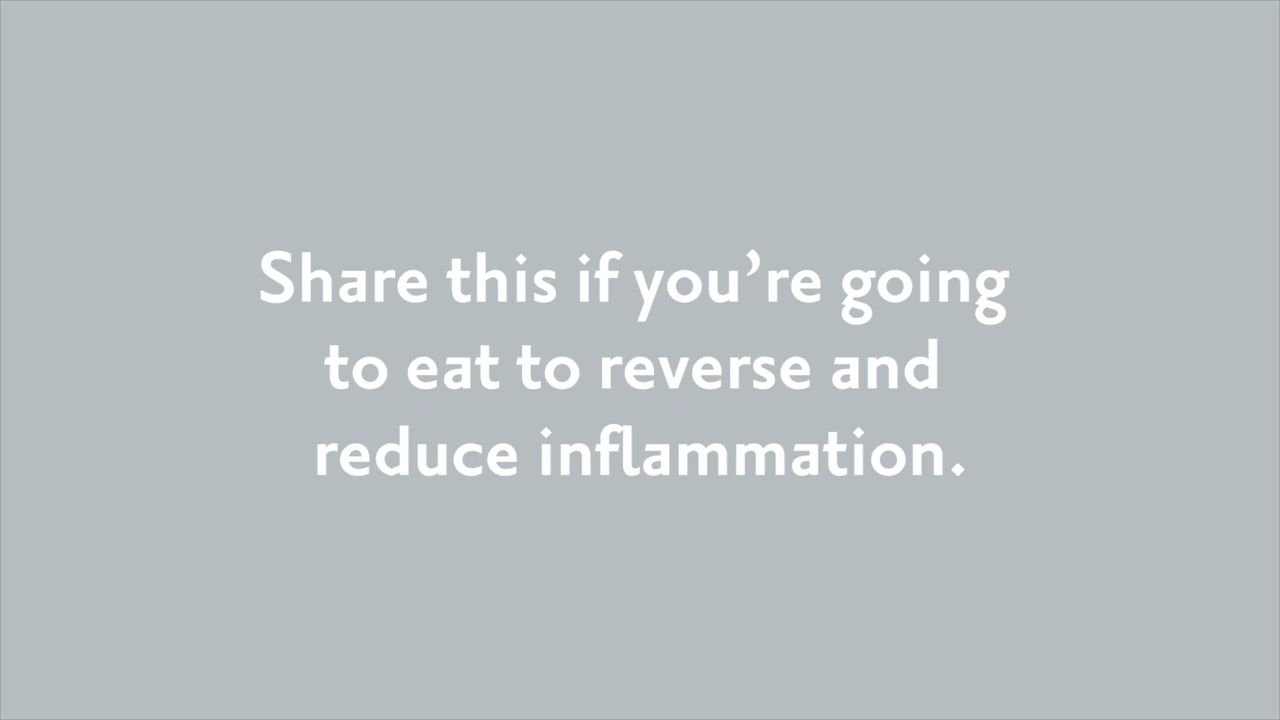 Share this if you’re going
to eat to reverse and
reduce inflammation.